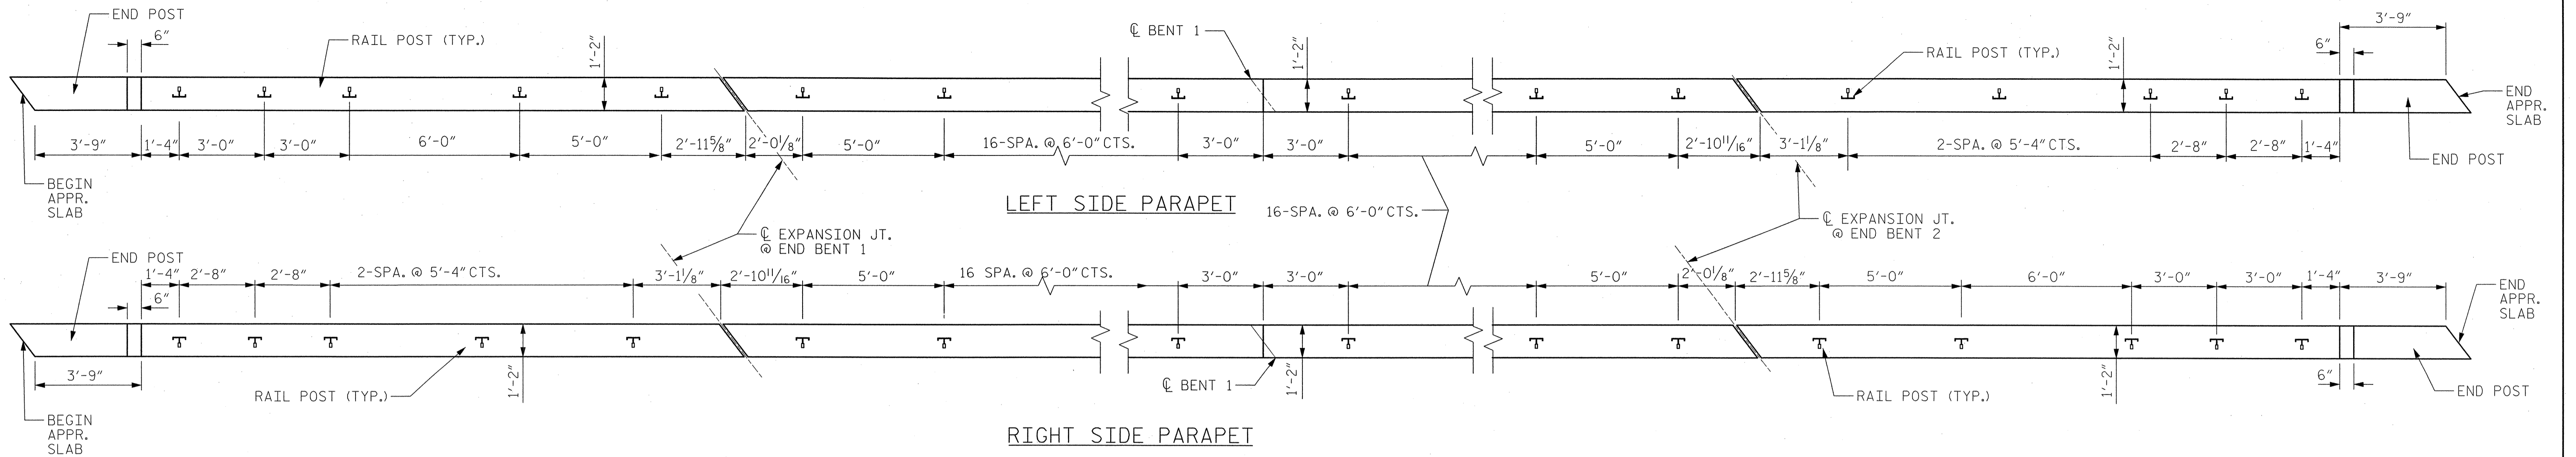 END POST
6"
RAIL POST (TYP.)
1'-2"
℄ BENT 1
1'-2"
RAIL POST (TYP.)
1'-2"
6"
3'-9"
END
APPR.
SLAB
3'-9"
1'-4"
3'-0"
3'-0"
6'-0"
5'-0"
2'-11⅝"
2'-0⅛"
5'-0"
16-SPA. @ 6'-0" CTS.
3'-0"
3'-0"
5'-0"
2'-10 11/16"
3'-1⅛"
2-SPA. @ 5'-4" CTS.
2'-8"
2'-8"
1'-4"
END POST
BEGIN
APPR.
SLAB
LEFT SIDE PARAPET
16-SPA. @ 6'-0" CTS.
℄ EXPANSION JT.
@ END BENT 1
℄ EXPANSION JT.
@ END BENT 2
END POST
1'-4"
2'-8"
2'-8"
2-SPA. @ 5'-4" CTS.
3'-1⅛"
2'-10 11/16"
5'-0"
16 SPA. @ 6'-0" CTS.
3'-0"
3'-0"
5'-0"
2'-0⅛"
2'-11⅝"
5'-0"
6'-0"
3'-0"
3'-0"
1'-4"
3'-9"
END
APPR.
SLAB
6"
3'-9"
RAIL POST (TYP.)
1'-2"
℄ BENT 1
1'-2"
RAIL POST (TYP.)
1'-2"
6"
END POST
BEGIN
APPR.
SLAB
RIGHT SIDE PARAPET